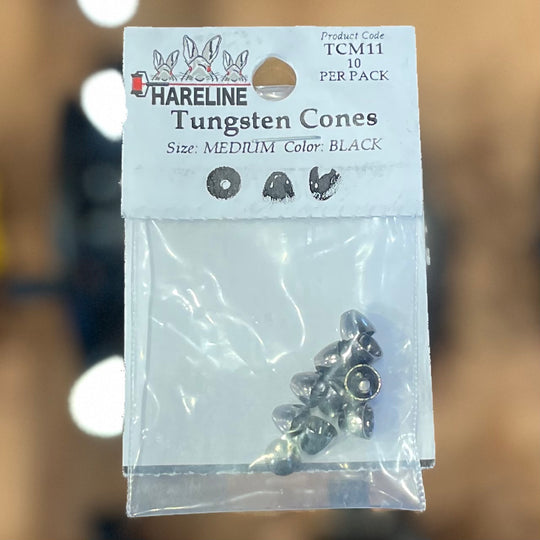 Product Code
TCM11
10
PER PACK
HARELINE
Tungsten Cones
Size: MEDIUM Color: BLACK